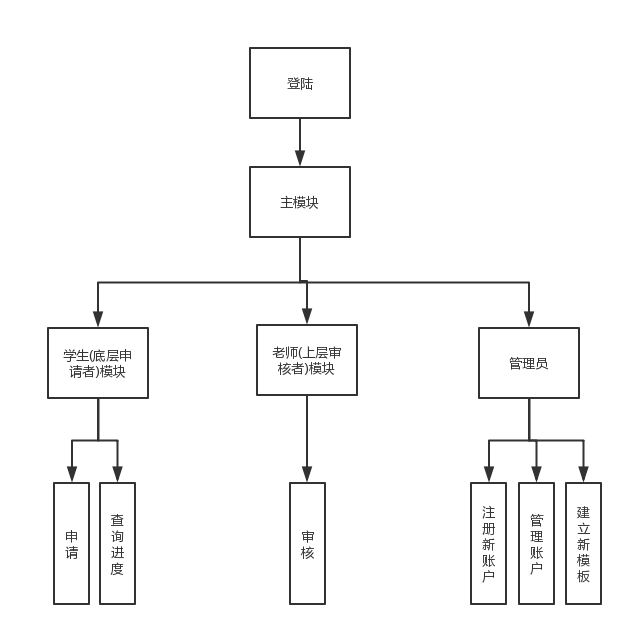 登陆
主模块
学生(底层申
请者)模块
老师(上层审
核者)模块
管理员
申
请
查
询
进
度
审
核
注
册
新
账
户
管
理
账
户
建
立
新
模
板